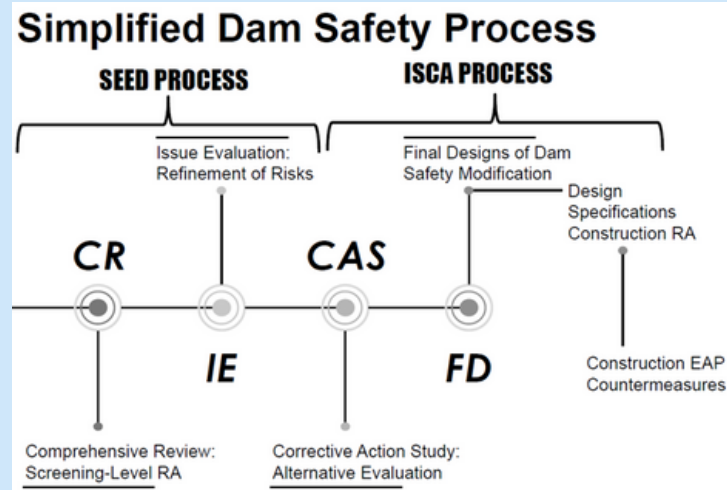 Simplified Dam Safety Process
SEED PROCESS
ISCA PROCESS
Issue Evaluation:
Refinement of Risks
Final Designs of Dam
Safety Modification
Design
Specifications
Construction RA
CR
CAS
IE
FD
Construction EAP
Countermeasures
Comprehensive Review:
Screening-Level RA
Corrective Action Study:
Alternative Evaluation